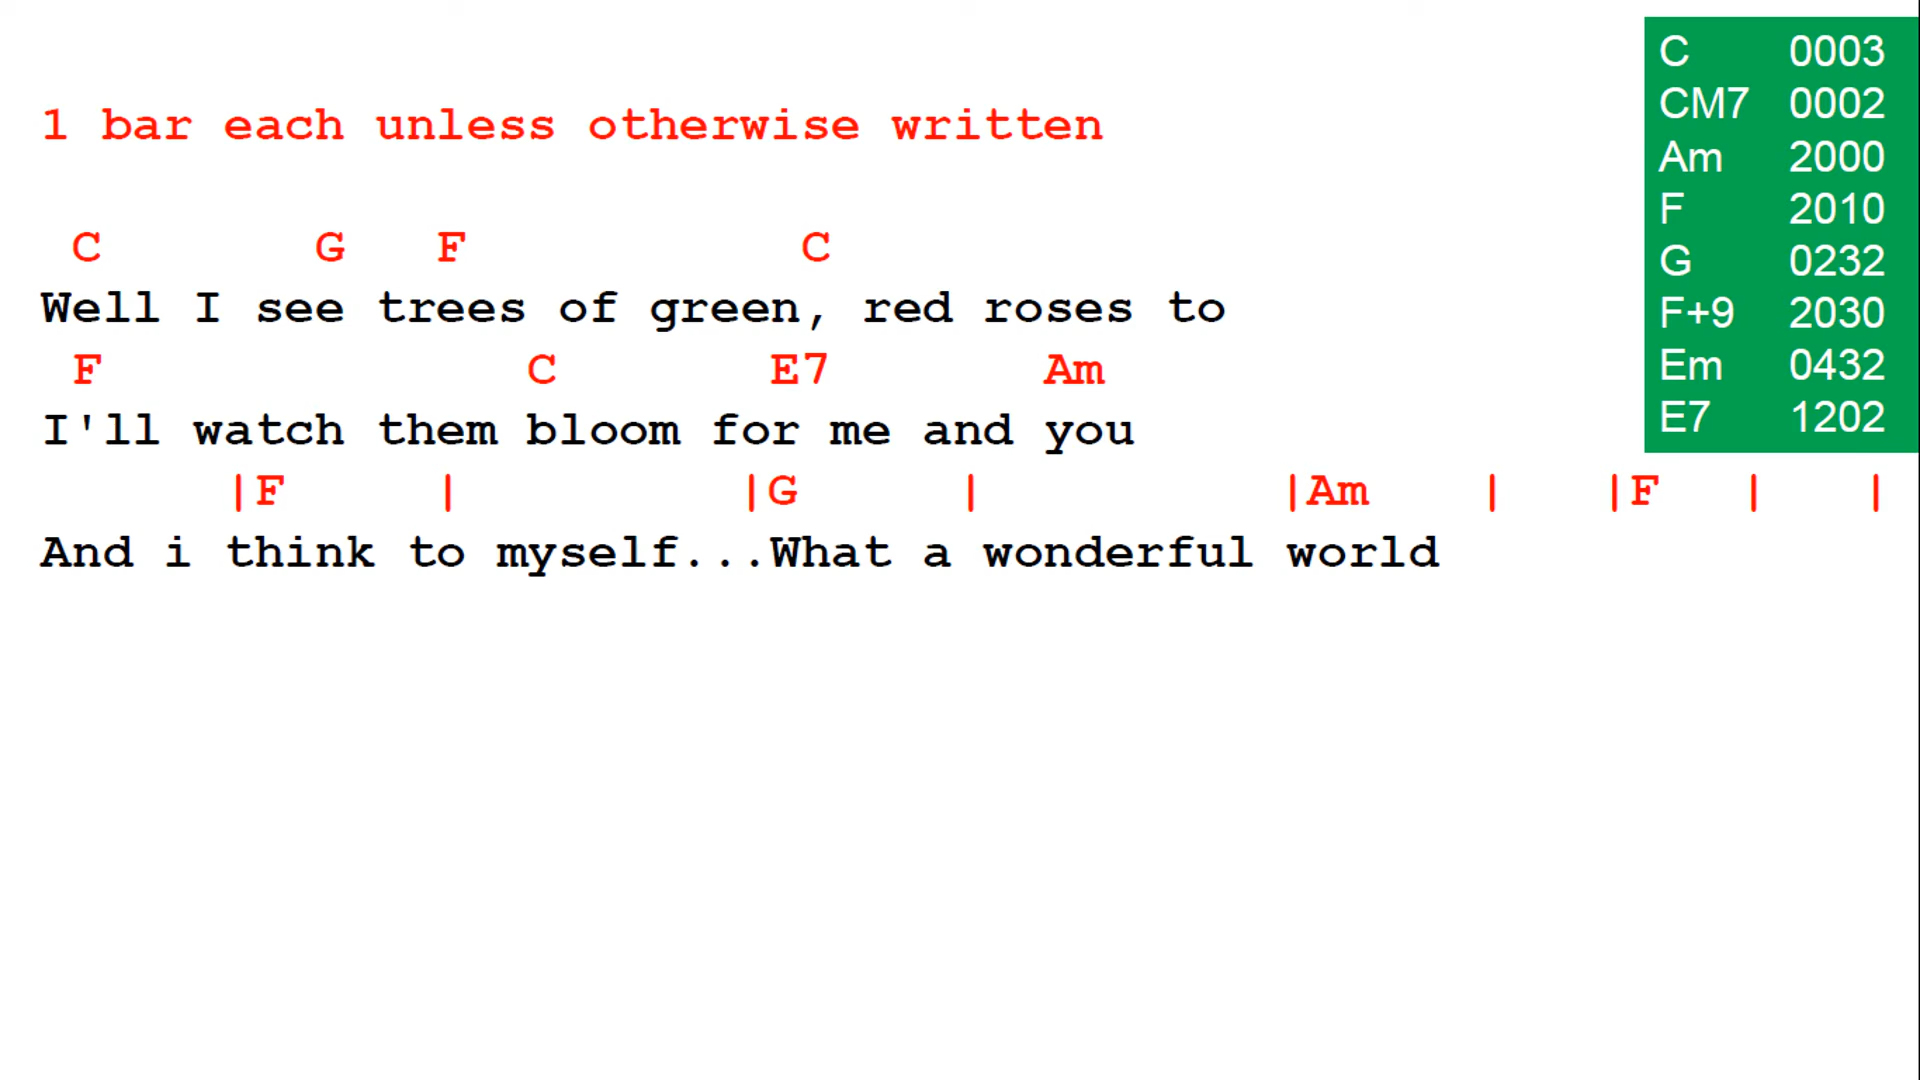 1 bar each unless otherwise written
C G F C
Well I see trees of green, red roses to
F C E7 Am
I'll watch them bloom for me and you
|F | |G | |Am | |F | |
And i think to myself...What a wonderful world
C 0003
CM7 0002
Am 2000
F 2010
G 0232
F+9 2030
Em 0432
E7 1202